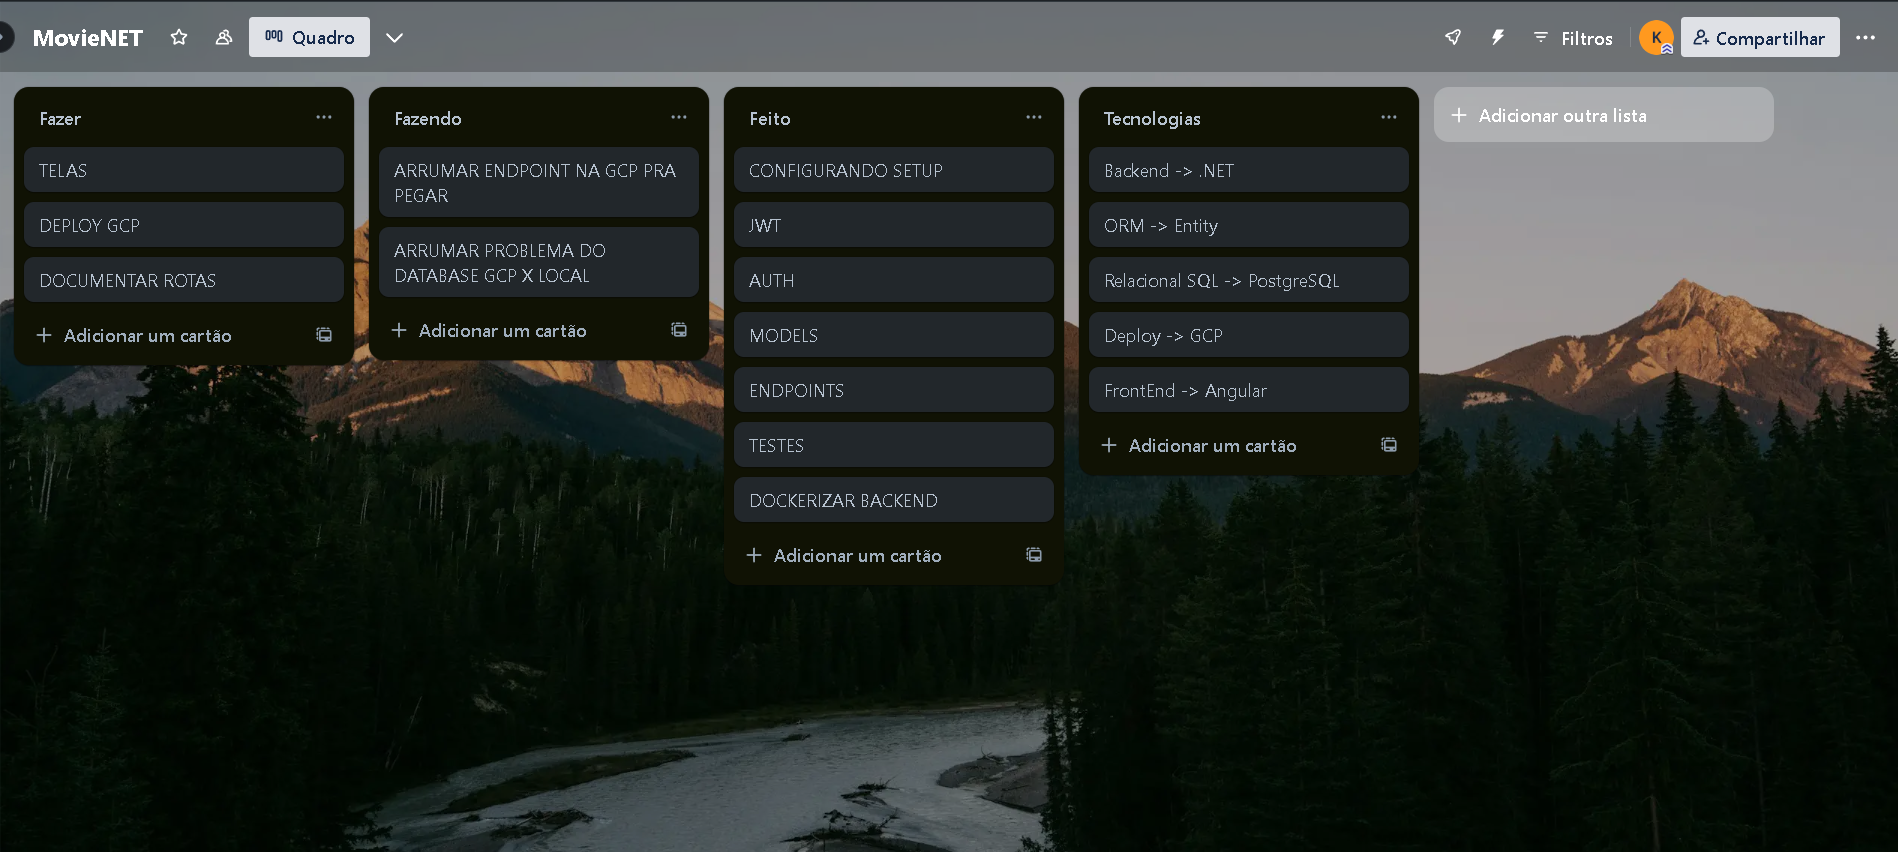 MovieNET
Quadro
Filtros
K
Compartilhar
Fazer
TELAS
DEPLOY GCP
DOCUMENTAR ROTAS
Adicionar um cartão
Fazendo
ARRUMAR ENDPOINT NA GCP PRA
PEGAR
ARRUMAR PROBLEMA DO
DATABASE GCP X LOCAL
Adicionar um cartão
Feito
CONFIGURANDO SETUP
JWT
AUTH
MODELS
ENDPOINTS
TESTES
DOCKERIZAR BACKEND
Adicionar um cartão
Tecnologias
Backend -> .NET
ORM -> Entity
Relacional SQL -> PostgreSQL
Deploy -> GCP
FrontEnd -> Angular
Adicionar um cartão
Adicionar outra lista